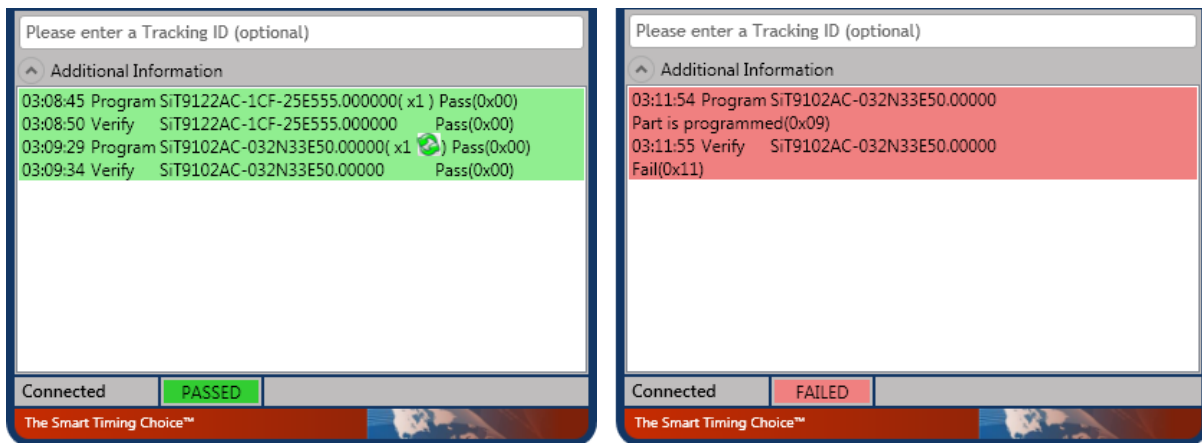 Please enter a Tracking ID (optional)
Additional Information
03:08:45 Program SiT9122AC-1CF-25E555.000000( x1 ) Pass(0x00)
03:08:50 Verify SiT9122AC-1CF-25E555.000000 Pass(0x00)
03:09:29 Program SiT9102AC-032N33E50.00000( x1 ) Pass(0x00)
03:09:34 Verify SiT9102AC-032N33E50.00000 Pass(0x00)
Connected PASSED
The Smart Timing Choice™
Please enter a Tracking ID (optional)
Additional Information
03:11:54 Program SiT9102AC-032N33E50.00000
Part is programmed(0x09)
03:11:55 Verify SiT9102AC-032N33E50.00000
Fail(0x11)
Connected FAILED
The Smart Timing Choice™